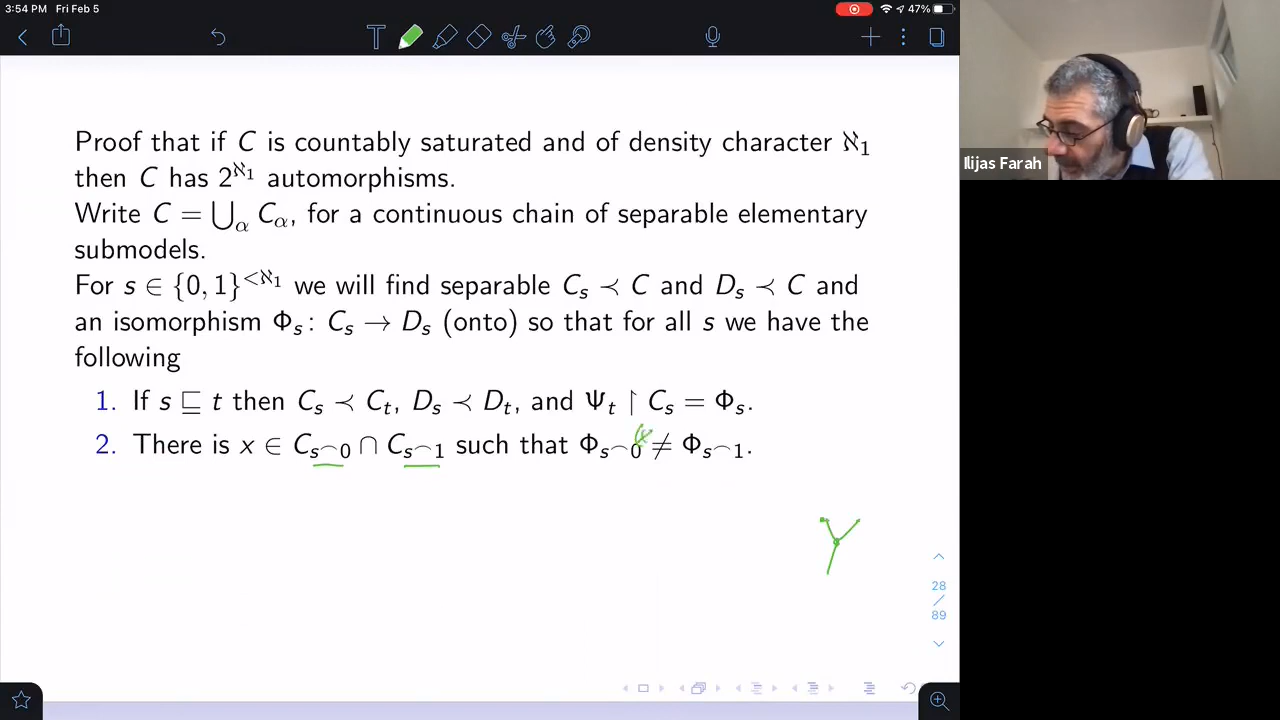 3:54 PM Fri Feb 5
47%
Proof that if C is countably saturated and of density character ℵ₁
then C has 2^ℵ₁ automorphisms.
Write C = ⋃_α C_α, for a continuous chain of separable elementary
submodels.
For s ∈ {0, 1}^{<ℵ₁} we will find separable C_s ≺ C and D_s ≺ C and
an isomorphism Φ_s : C_s → D_s (onto) so that for all s we have the
following
1. If s ⊑ t then C_s ≺ C_t, D_s ≺ D_t, and Ψ_t ↾ C_s = Φ_s.
2. There is x ∈ C_{s⌢0} ∩ C_{s⌢1} such that Φ_{s⌢0} ≠ Φ_{s⌢1}.
28
/
89
Ilijas Farah